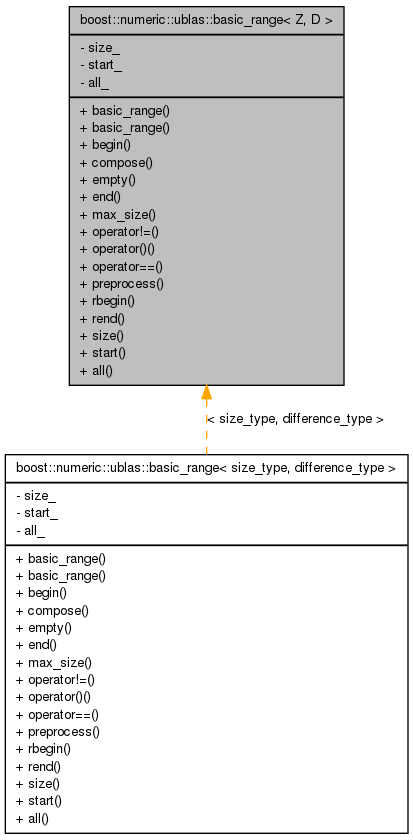 boost::numeric::ublas::basic_range< Z, D >
- size_
- start_
- all_
+ basic_range()
+ basic_range()
+ begin()
+ compose()
+ empty()
+ end()
+ max_size()
+ operator!=()
+ operator()()
+ operator==()
+ preprocess()
+ rbegin()
+ rend()
+ size()
+ start()
+ all()
< size_type, difference_type >
boost::numeric::ublas::basic_range< size_type, difference_type >
- size_
- start_
- all_
+ basic_range()
+ basic_range()
+ begin()
+ compose()
+ empty()
+ end()
+ max_size()
+ operator!=()
+ operator()()
+ operator==()
+ preprocess()
+ rbegin()
+ rend()
+ size()
+ start()
+ all()